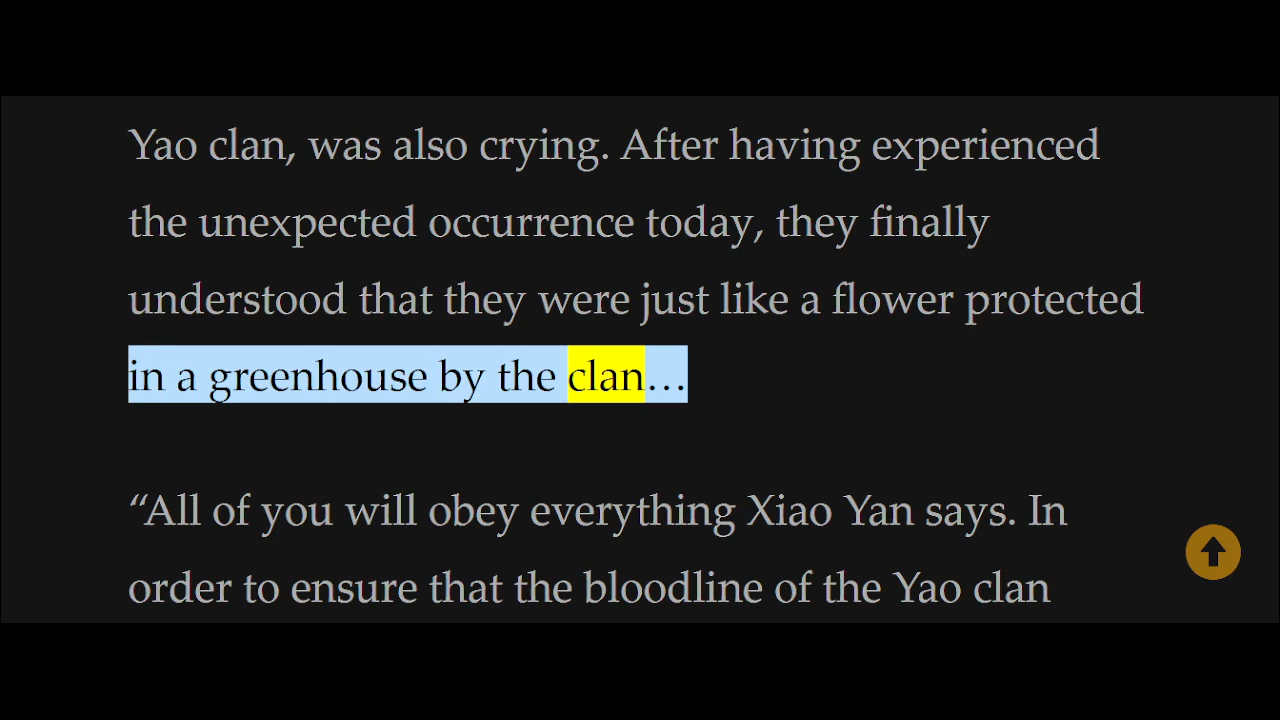 Yao clan, was also crying. After having experienced
the unexpected occurrence today, they finally
understood that they were just like a flower protected
in a greenhouse by the clan…
“All of you will obey everything Xiao Yan says. In
order to ensure that the bloodline of the Yao clan